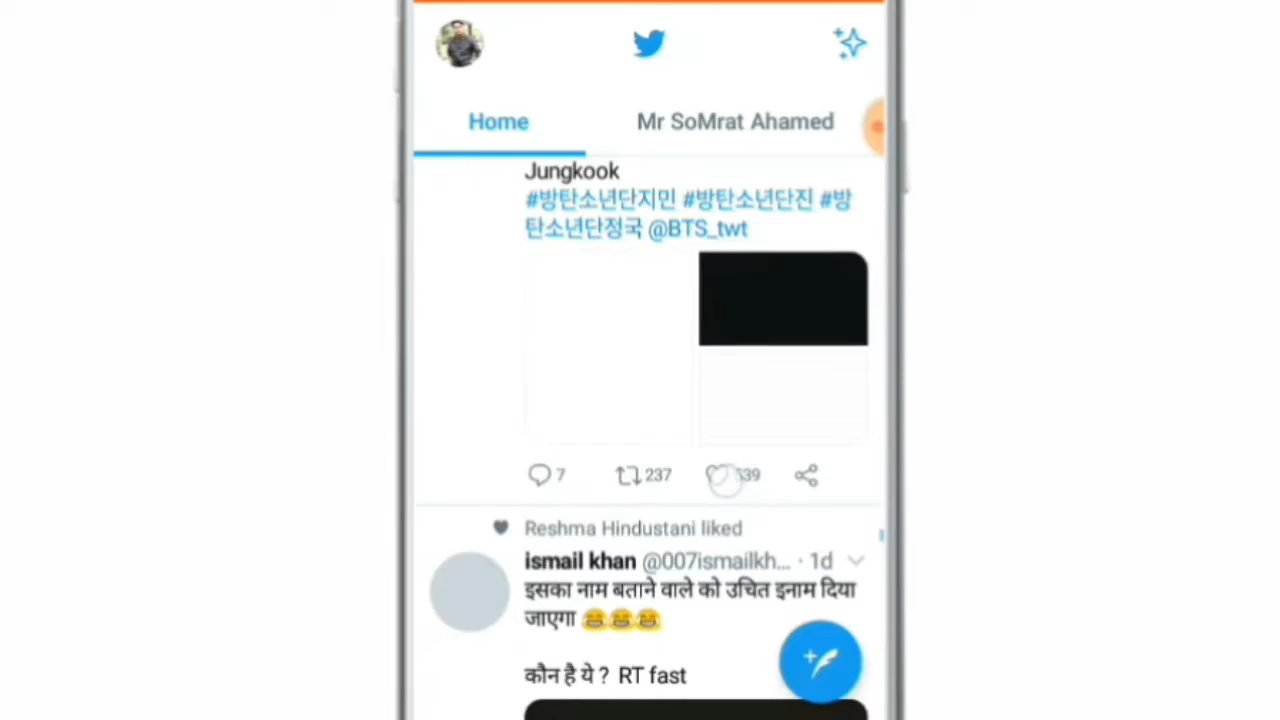 Home
Mr SoMrat Ahamed
Jungkook
#방탄소년단지민 #방탄소년단진 #방
탄소년단정국 @BTS_twt
7
237
Reshma Hindustani liked
ismail khan @007ismailkh... · 1d
इसका नाम बताने वाले को उचित इनाम दिया
जाएगा 😂😂😂
कौन है ये ? RT fast